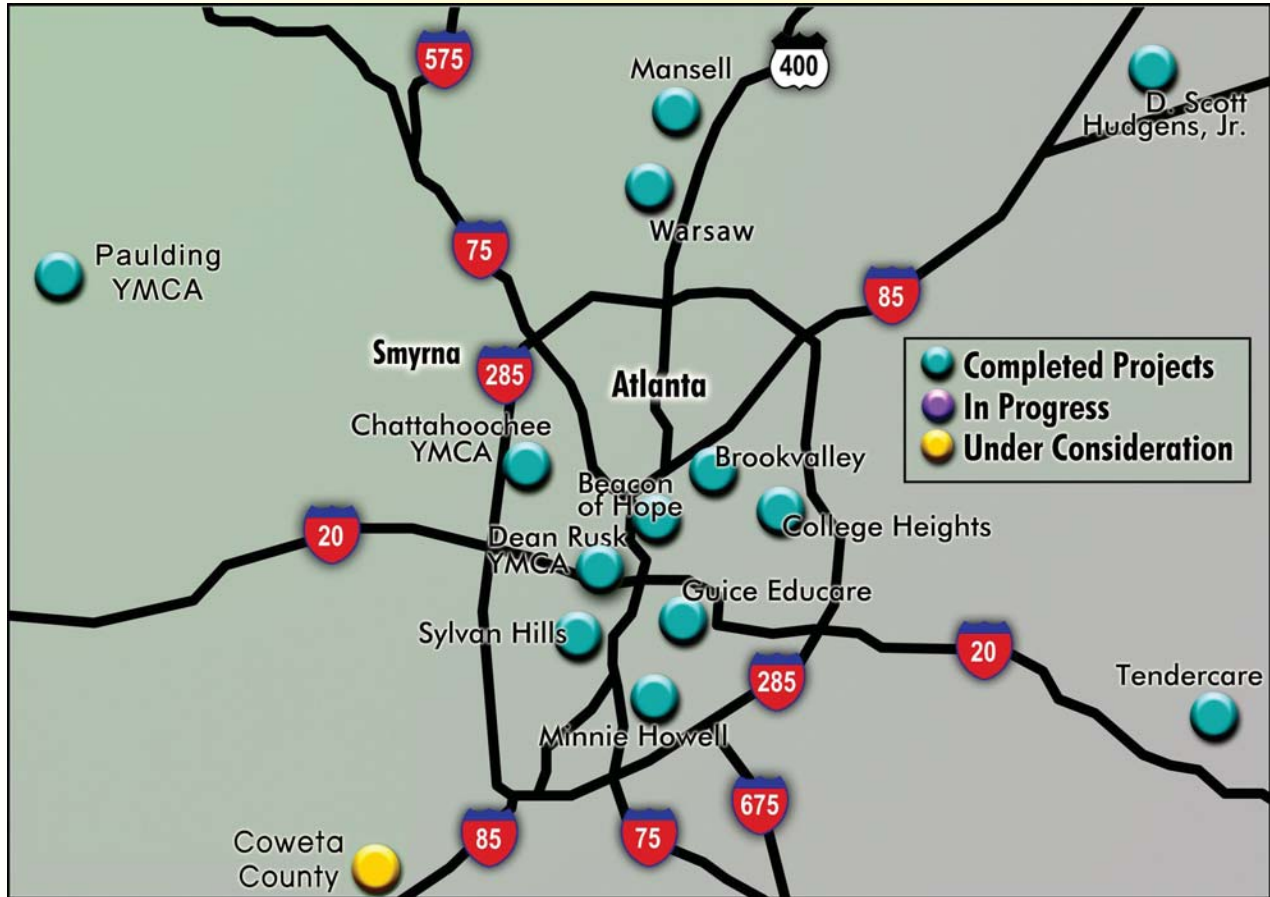 575
Mansell
400
D. Scott
Hudgens, Jr.
Warsaw
75
Paulding
YMCA
85
Smyrna
285
Atlanta
Completed Projects
In Progress
Under Consideration
Chattahoochee
YMCA
Brookvalley
Beacon
of Hope
College Heights
20
Dean Rusk
YMCA
Guice Educare
Sylvan Hills
20
285
Tendercare
Minnie Howell
675
85
75
Coweta
County